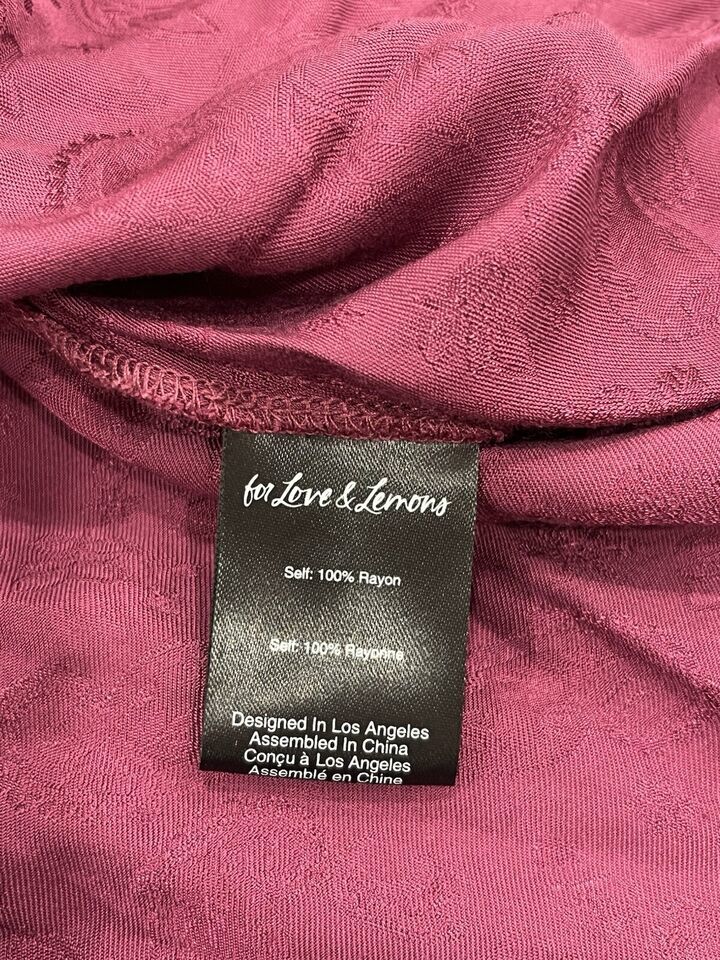 for Love & Lemons
Self: 100% Rayon
Self: 100% Rayonne
Designed In Los Angeles
Assembled In China
Conçu à Los Angeles
Assemblé en Chine